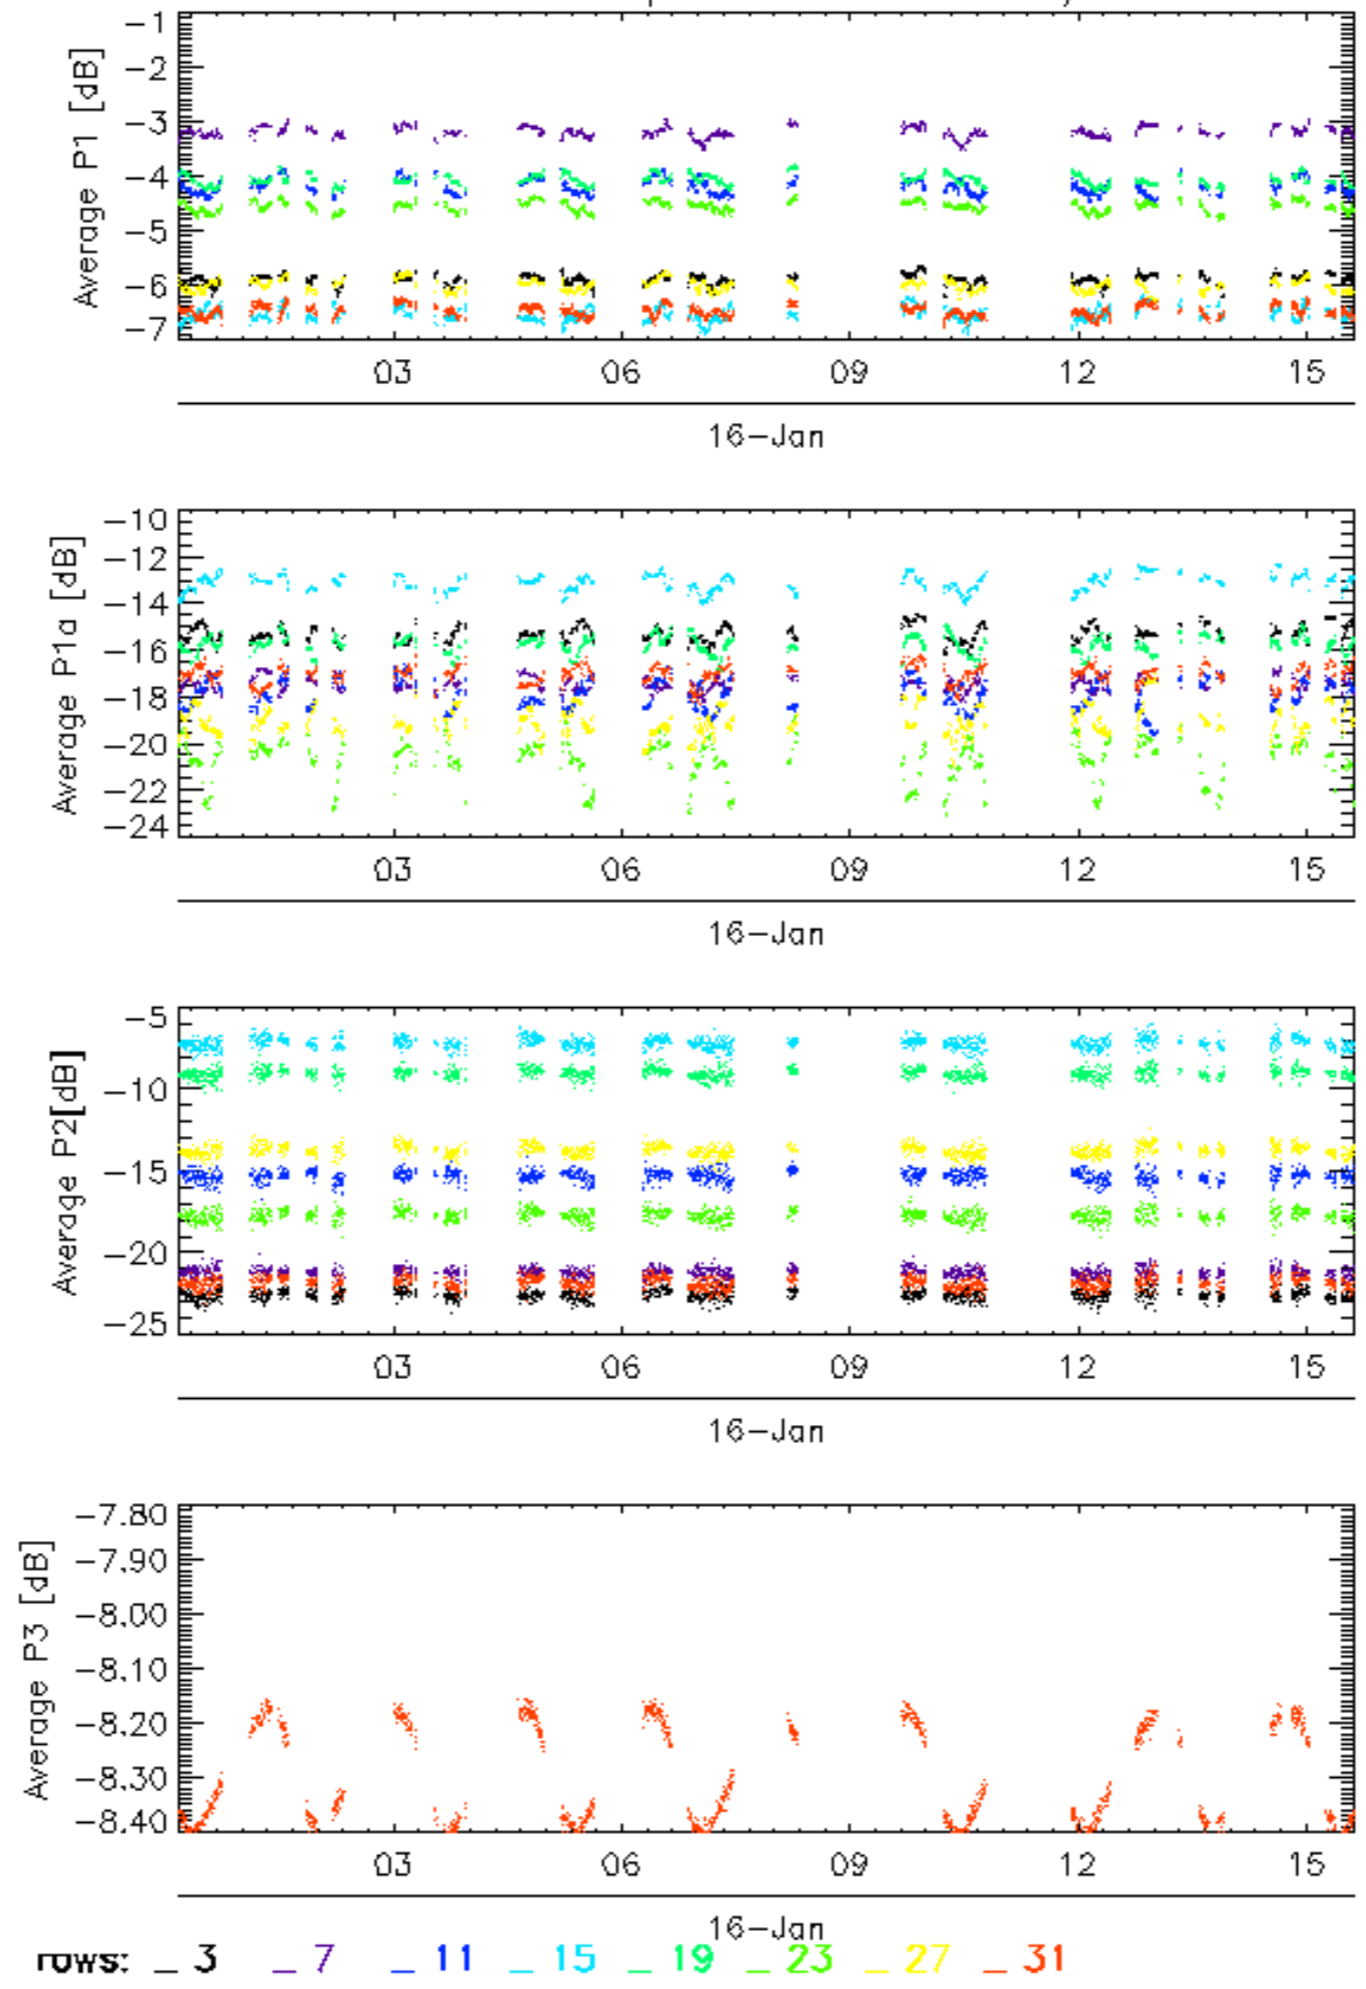 Average P1 [dB]
-1
-2
-3
-4
-5
-6
-7
03 06 09 12 15
16-Jan
Average P1a [dB]
-10
-12
-14
-16
-18
-20
-22
-24
03 06 09 12 15
16-Jan
Average P2[dB]
-5
-10
-15
-20
-25
03 06 09 12 15
16-Jan
Average P3 [dB]
-7.80
-7.90
-8.00
-8.10
-8.20
-8.30
-8.40
03 06 09 12 15
16-Jan
rows: _ 3 _ 7 _ 11 _ 15 _ 19 _ 23 _ 27 _ 31